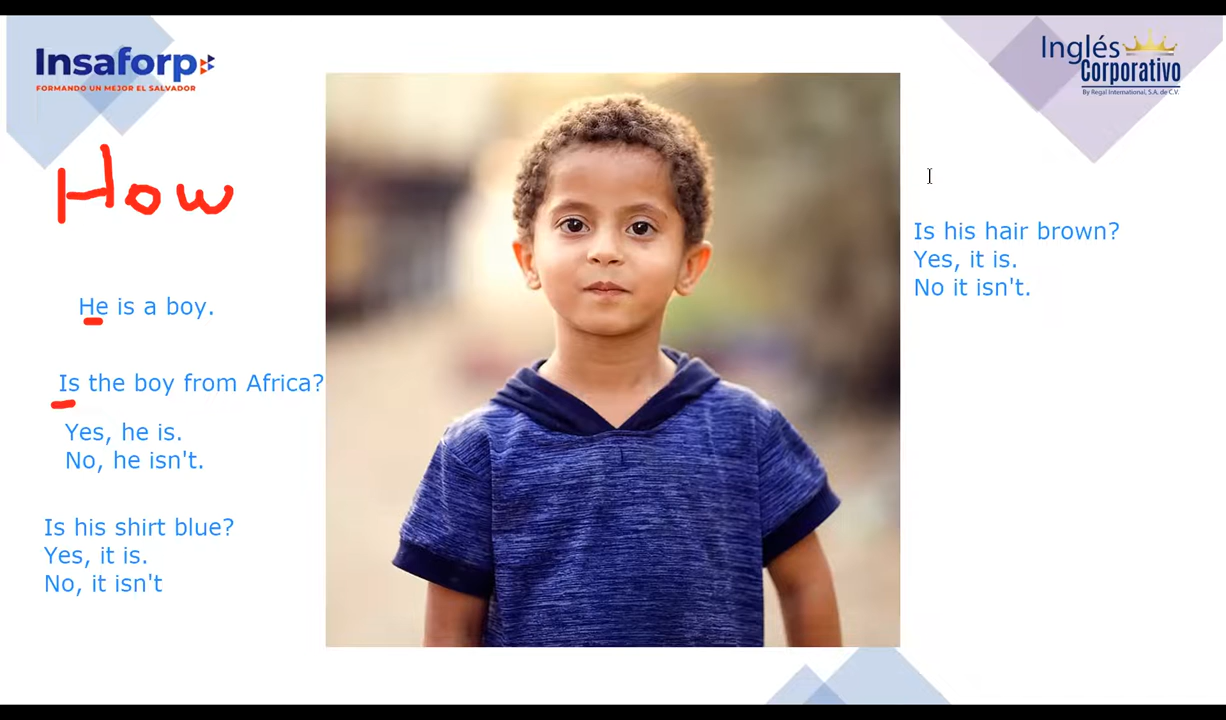 Insaforp
FORMANDO UN MEJOR EL SALVADOR
Inglés
Corporativo
By Regal International, S.A. de C.V.
How
He is a boy.
Is the boy from Africa?
Yes, he is.
No, he isn't.
Is his shirt blue?
Yes, it is.
No, it isn't
Is his hair brown?
Yes, it is.
No it isn't.